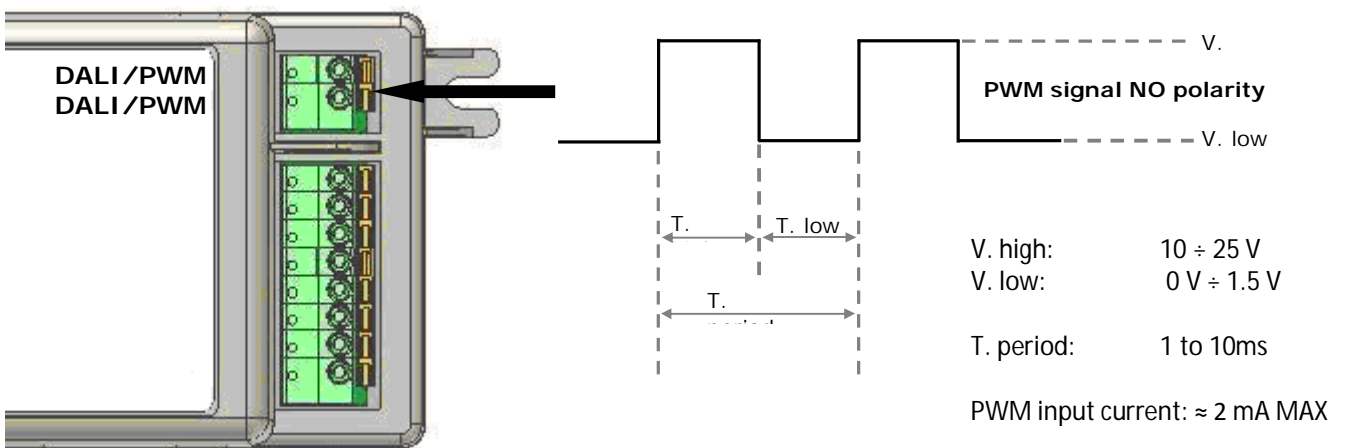 DALI/PWM
DALI/PWM
V.
PWM signal NO polarity
V. low
T.
T. low
T.
V. high: 10 ÷ 25 V
V. low: 0 V ÷ 1.5 V
T. period: 1 to 10ms
PWM input current: ≈ 2 mA MAX